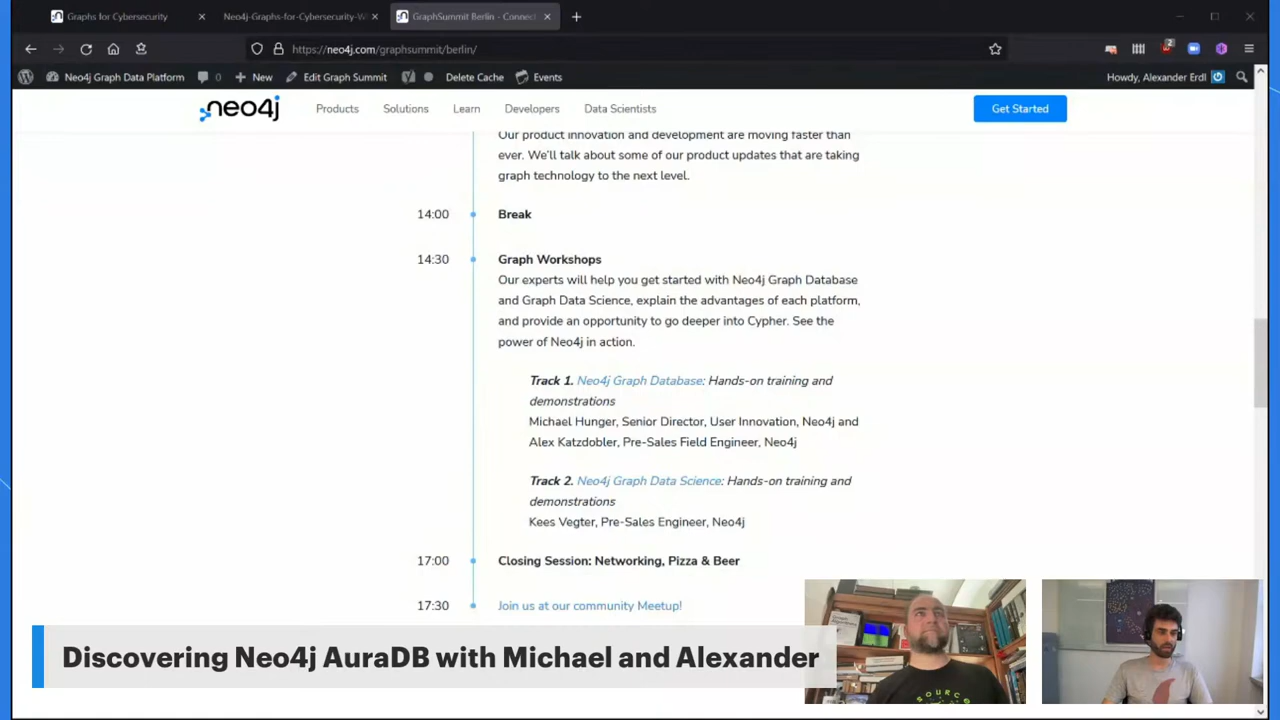 Graphs for Cybersecurity
Neo4j-Graphs-for-Cybersecurity-W
GraphSummit Berlin - Connect
https://neo4j.com/graphsummit/berlin/
2
Neo4j Graph Data Platform
0
New
Edit Graph Summit
Delete Cache
Events
Howdy, Alexander Erdl
neo4j
Products
Solutions
Learn
Developers
Data Scientists
Get Started
Our product innovation and development are moving faster than
ever. We'll talk about some of our product updates that are taking
graph technology to the next level.
14:00
Break
14:30
Graph Workshops
Our experts will help you get started with Neo4j Graph Database
and Graph Data Science, explain the advantages of each platform,
and provide an opportunity to go deeper into Cypher. See the
power of Neo4j in action.
Track 1. Neo4j Graph Database: Hands-on training and
demonstrations
Michael Hunger, Senior Director, User Innovation, Neo4j and
Alex Katzdobler, Pre-Sales Field Engineer, Neo4j
Track 2. Neo4j Graph Data Science: Hands-on training and
demonstrations
Kees Vegter, Pre-Sales Engineer, Neo4j
17:00
Closing Session: Networking, Pizza & Beer
17:30
Join us at our community Meetup!
Discovering Neo4j AuraDB with Michael and Alexander